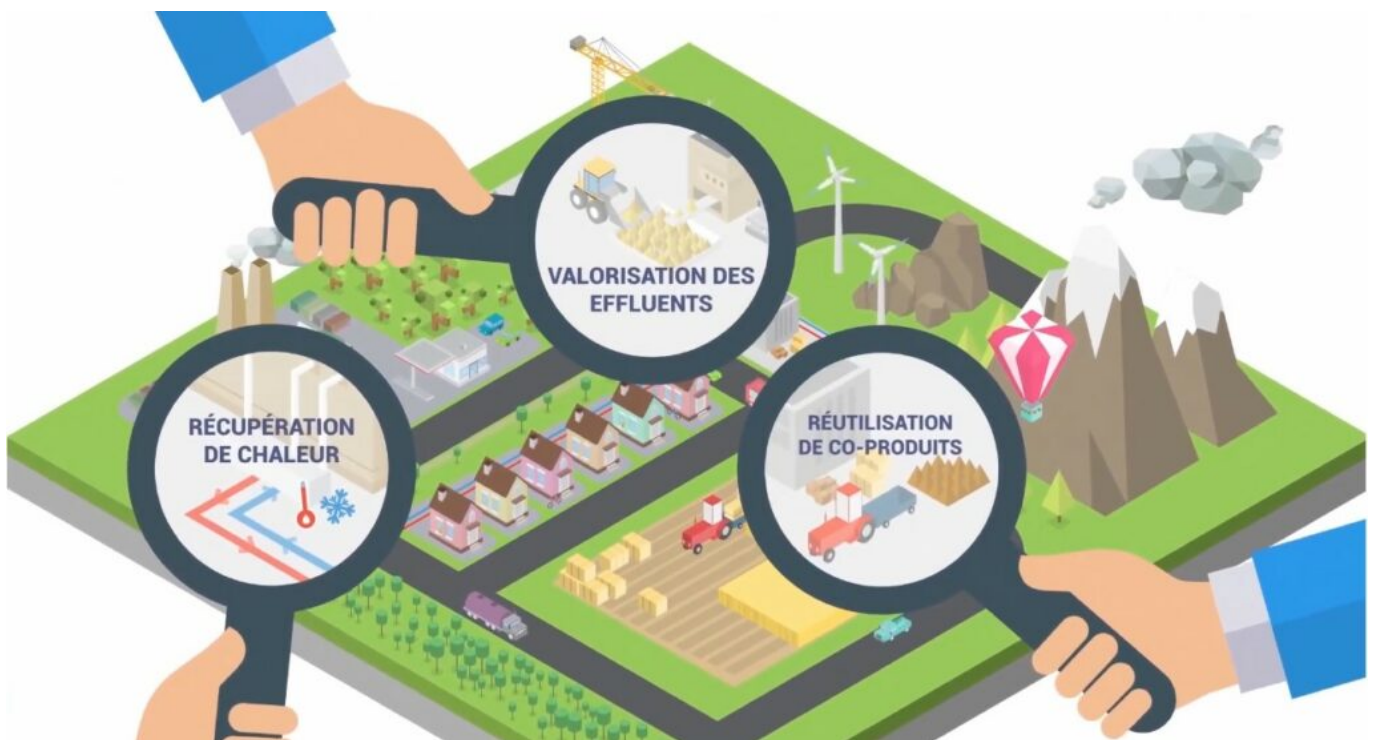 VALORISATION DES
EFFLUENTS
RÉCUPÉRATION
DE CHALEUR
RÉUTILISATION
DE CO-PRODUITS